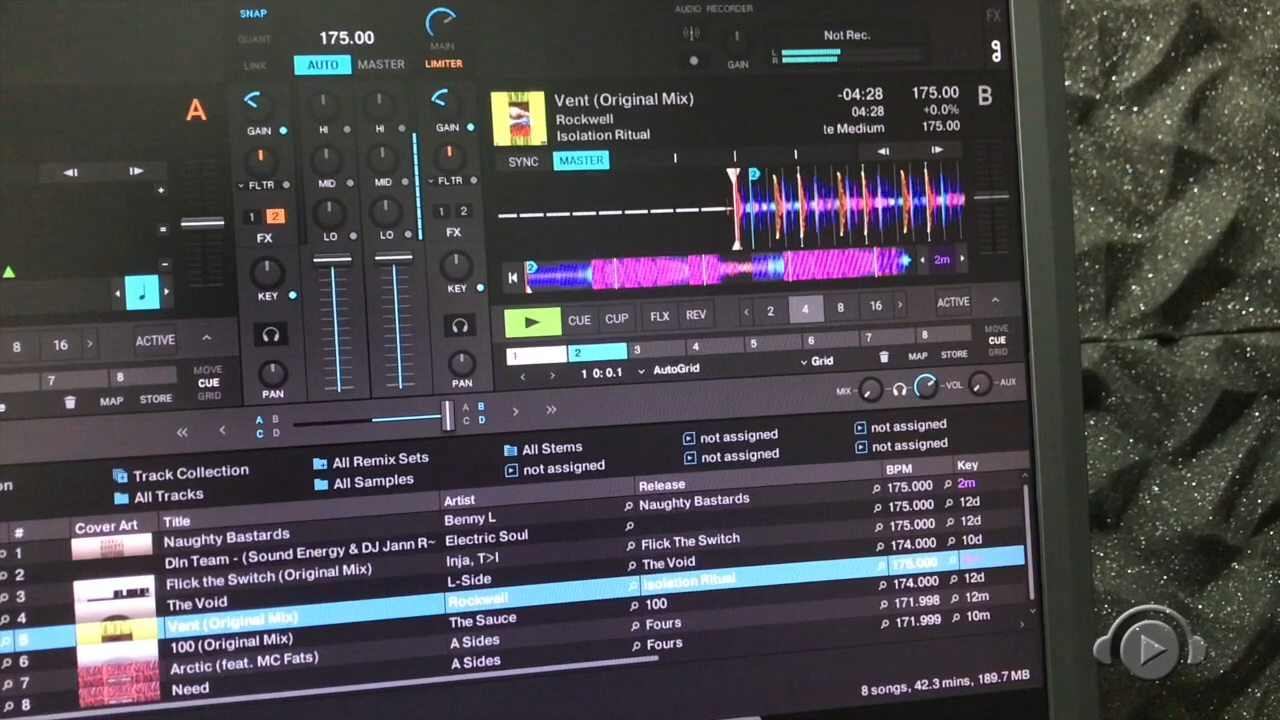 SNAP
QUANT
LINK
175.00
AUTO MASTER
MAIN
LIMITER
AUDIO RECORDER
GAIN
Not Rec.
L
R
FX
A
GAIN HI HI GAIN
FLTR MID MID FLTR
1 2 LO LO 1 2
FX FX
KEY KEY
PAN PAN
Vent (Original Mix) -04:28 175.00 B
Rockwell 04:28 +0.0%
Isolation Ritual te Medium 175.00
SYNC MASTER
2
2 2m
CUE CUP FLX REV 2 4 8 16 ACTIVE
1 2 3 4 5 6 7 8
MOVE
CUE
GRID
1 0:0.1 AutoGrid Grid MAP STORE
8 16 ACTIVE
7 8
MOVE
CUE
GRID
MAP STORE
MIX VOL AUX
A B A B
C D C D
Track Collection All Remix Sets All Stems not assigned not assigned
All Tracks All Samples not assigned not assigned not assigned
# Cover Art Title Artist Release BPM Key
1 Naughty Bastards Benny L Naughty Bastards 175.000 2m
2 DIn Team - (Sound Energy & DJ Jann R~ Electric Soul 175.000 12d
3 Flick the Switch (Original Mix) Inja, T>I Flick The Switch 175.000 12d
4 The Void L-Side The Void 174.000 10d
5 Vent (Original Mix) Rockwell Isolation Ritual 175.000
6 100 (Original Mix) The Sauce 100 174.000 12d
7 Arctic (feat. MC Fats) A Sides Fours 171.998 12m
8 Need A Sides Fours 171.999 10m
8 songs, 42.3 mins, 189.7 MB